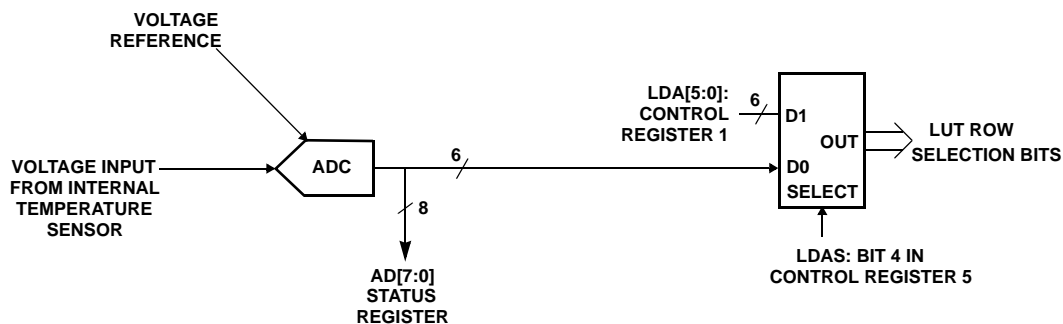 VOLTAGE
REFERENCE
VOLTAGE INPUT
FROM INTERNAL
TEMPERATURE
SENSOR
ADC
6
8
AD[7:0]
STATUS
REGISTER
LDA[5:0]:
CONTROL
REGISTER 1
6
D1
OUT
D0
SELECT
LUT ROW
SELECTION BITS
LDAS: BIT 4 IN
CONTROL REGISTER 5